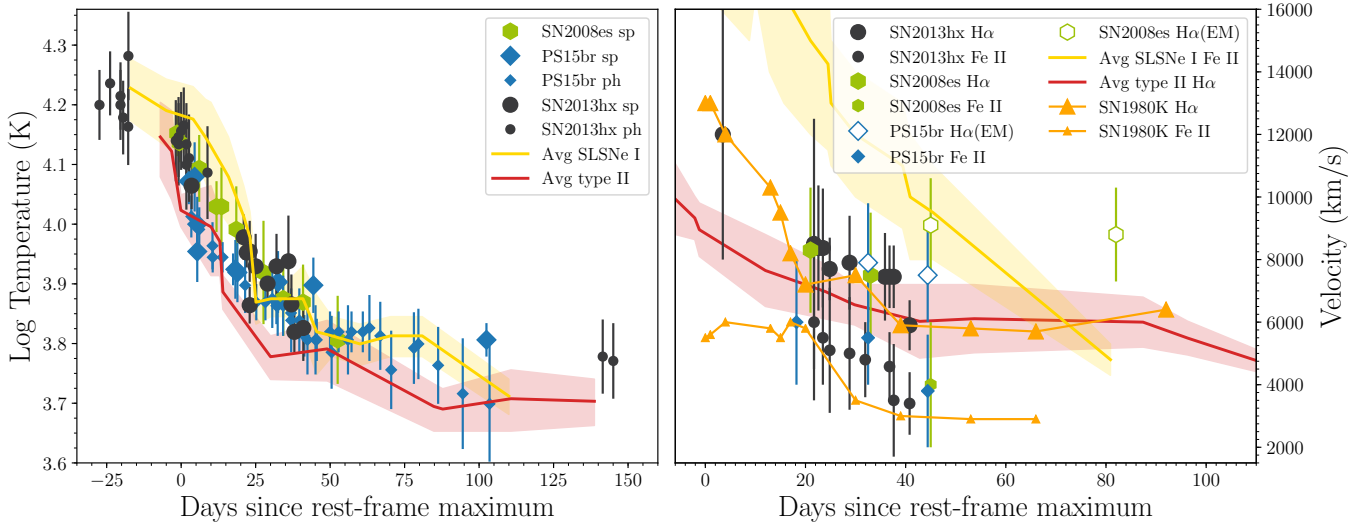 4.3
4.2
4.1
4.0
3.9
3.8
3.7
3.6
Log Temperature (K)
−25
0
25
50
75
100
125
150
Days since rest-frame maximum
SN2008es sp
PS15br sp
PS15br ph
SN2013hx sp
SN2013hx ph
Avg SLSNe I
Avg type II
SN2013hx Hα
SN2013hx Fe II
SN2008es Hα
SN2008es Fe II
PS15br Hα(EM)
PS15br Fe II
SN2008es Hα(EM)
Avg SLSNe I Fe II
Avg type II Hα
SN1980K Hα
SN1980K Fe II
16000
14000
12000
10000
8000
6000
4000
2000
Velocity (km/s)
0
20
40
60
80
100
Days since rest-frame maximum